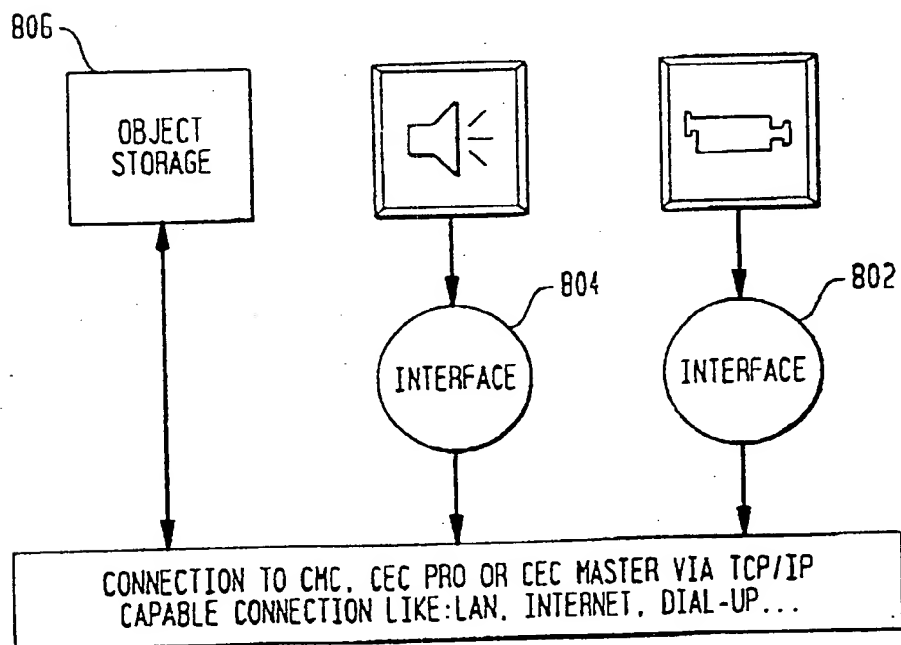 806
OBJECT
STORAGE
804
802
INTERFACE
INTERFACE
CONNECTION TO CMC, CEC PRO OR CEC MASTER VIA TCP/IP
CAPABLE CONNECTION LIKE:LAN, INTERNET, DIAL-UP...